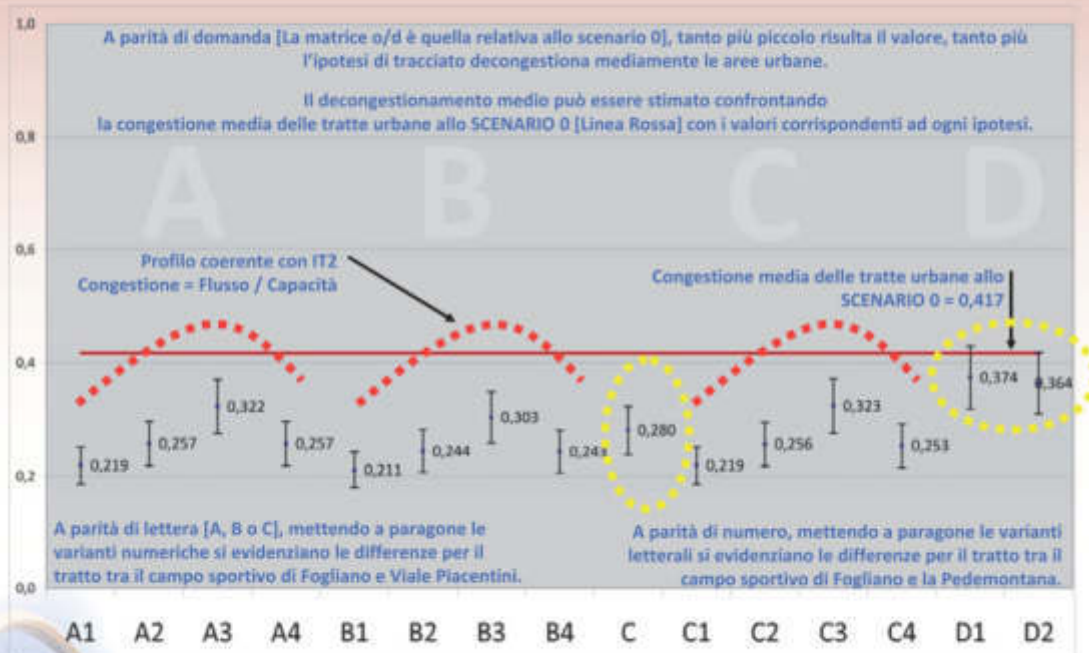 1,0
A parità di domanda [La matrice o/d è quella relativa allo scenario 0], tanto più piccolo risulta il valore, tanto più
l'ipotesi di tracciato decongestiona mediamente le aree urbane.
Il decongestionamento medio può essere stimato confrontando
la congestione media delle tratte urbane allo SCENARIO 0 [Linea Rossa] con i valori corrispondenti ad ogni ipotesi.
0,8
A B C D
0,6
Profilo coerente con IT2
Congestione = Flusso / Capacità
Congestione media delle tratte urbane allo
SCENARIO 0 = 0,417
0,4
0,219 0,257 0,322 0,257 0,211 0,244 0,303 0,243 0,280 0,219 0,256 0,323 0,253 0,374 0,364
0,2
A parità di lettera [A, B o C], mettendo a paragone le
varianti numeriche si evidenziano le differenze per il
tratto tra il campo sportivo di Fogliano e Viale Piacentini.
A parità di numero, mettendo a paragone le varianti
letterali si evidenziano le differenze per il tratto tra il
campo sportivo di Fogliano e la Pedemontana.
0,0
A1 A2 A3 A4 B1 B2 B3 B4 C C1 C2 C3 C4 D1 D2